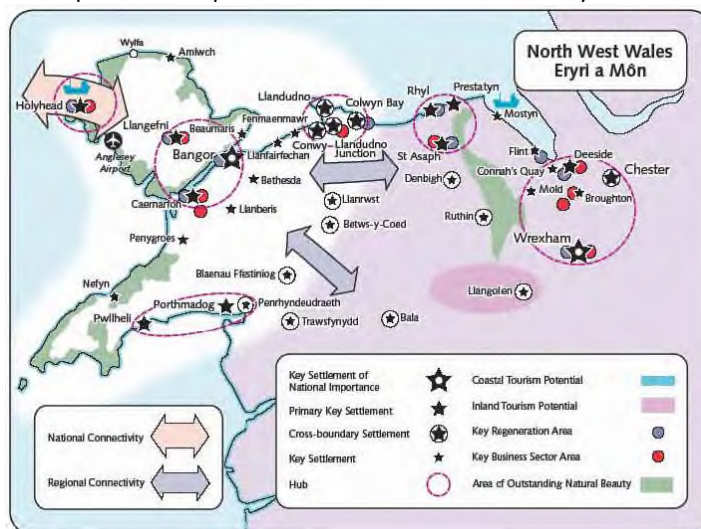 North West Wales
Eryri a Môn
Wylfa
Amlwch
Holyhead
Llangefni
Beaumaris
Anglesey
Airport
Bangor
Fenmaenmawr
Llanfairfechan
Bethesda
Caernarfon
Llanberis
Penygroes
Nefyn
Pwllheli
Porthmadog
Penrhyndeudraeth
Blaenau Ffestiniog
Trawsfynydd
Llandudno
Colwyn Bay
Conwy
Llandudno
Junction
Llanrwst
Betws-y-Coed
Bala
Rhyl
Prestatyn
St Asaph
Denbigh
Ruthin
Mostyn
Flint
Connah's Quay
Deeside
Mold
Broughton
Chester
Wrexham
Llangolen
National Connectivity
Regional Connectivity
Key Settlement of
National Importance
Primary Key Settlement
Cross-boundary Settlement
Key Settlement
Hub
Coastal Tourism Potential
Inland Tourism Potential
Key Regeneration Area
Key Business Sector Area
Area of Outstanding Natural Beauty